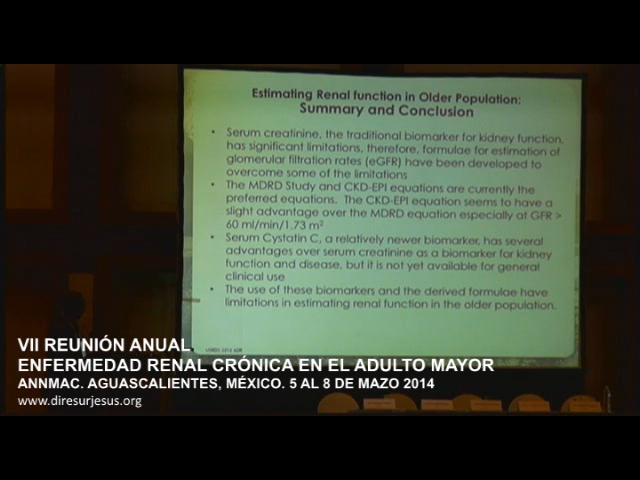 Estimating Renal function in Older Population:
Summary and Conclusion
• Serum creatinine, the traditional biomarker for kidney function,
has significant limitations, therefore, formulae for estimation of
glomerular filtration rates (eGFR) have been developed to
overcome some of the limitations
• The MDRD Study and CKD-EPI equations are currently the
preferred equations. The CKD-EPI equation seems to have a
slight advantage over the MDRD equation especially at GFR >
60 ml/min/1.73 m²
• Serum Cystatin C, a relatively newer biomarker, has several
advantages over serum creatinine as a biomarker for kidney
function and disease, but it is not yet available for general
clinical use
• The use of these biomarkers and the derived formulae have
limitations in estimating renal function in the older population.
VII REUNIÓN ANUAL
ENFERMEDAD RENAL CRÓNICA EN EL ADULTO MAYOR
ANNMAC. AGUASCALIENTES, MÉXICO. 5 AL 8 DE MAZO 2014
www.diresurjesus.org